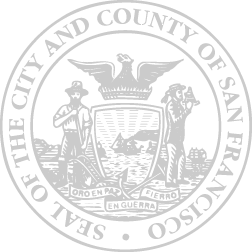 SEAL OF THE CITY AND COUNTY OF SAN FRANCISCO
ORO EN PAZ
FIERRO
EN GUERRA